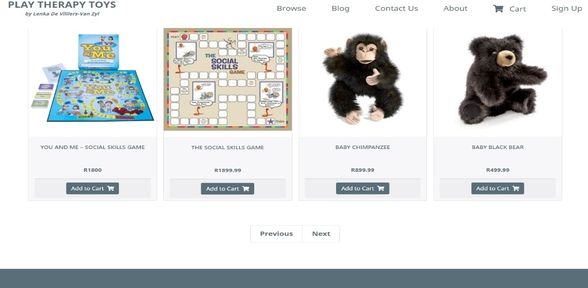 PLAY THERAPY TOYS
by Lenka De Villiers-Van Zyl
Browse
Blog
Contact Us
About
Cart
Sign Up
You & Me
THE SOCIAL SKILLS GAME
YOU AND ME – SOCIAL SKILLS GAME
THE SOCIAL SKILLS GAME
BABY CHIMPANZEE
BABY BLACK BEAR
R1800
R1899.99
R899.99
R499.99
Add to Cart
Add to Cart
Add to Cart
Add to Cart
Previous
Next